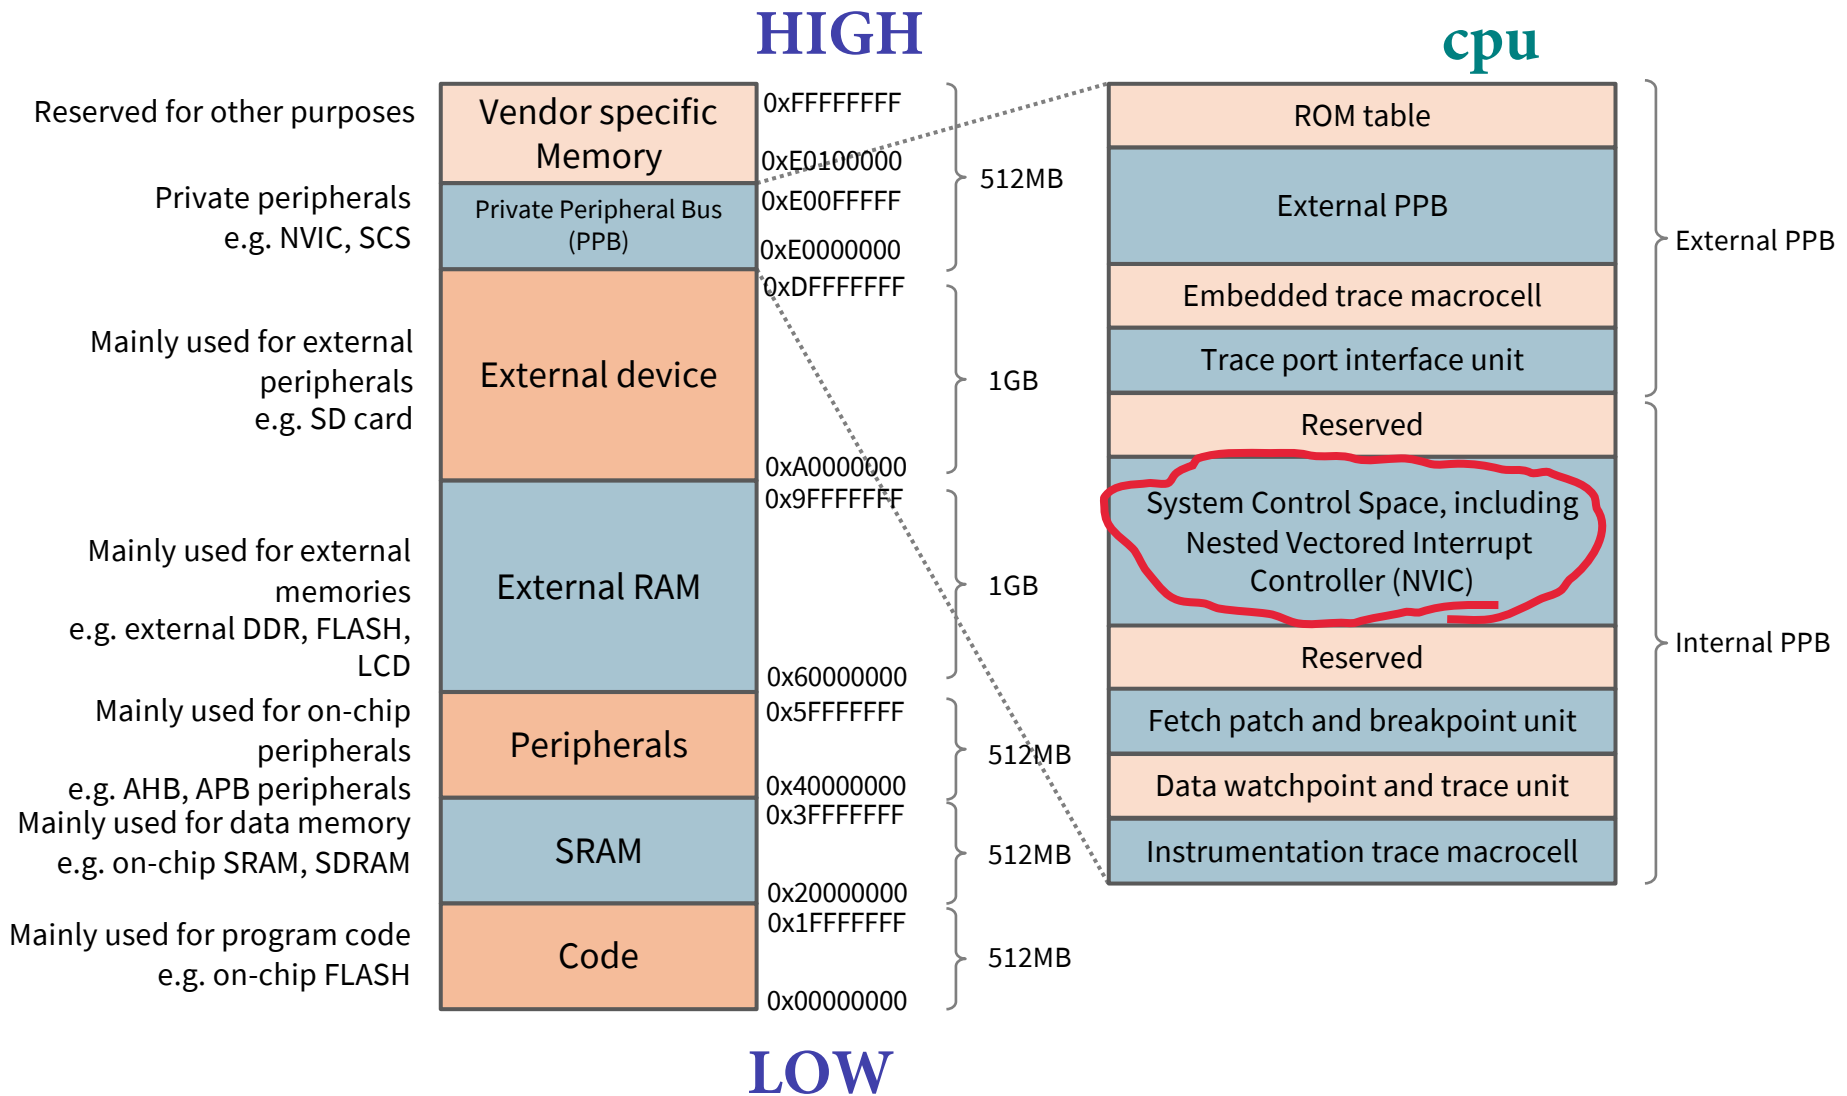 HIGH
cpu
Reserved for other purposes
Private peripherals
e.g. NVIC, SCS
Mainly used for external
peripherals
e.g. SD card
Mainly used for external
memories
e.g. external DDR, FLASH,
LCD
Mainly used for on-chip
peripherals
e.g. AHB, APB peripherals
Mainly used for data memory
e.g. on-chip SRAM, SDRAM
Mainly used for program code
e.g. on-chip FLASH
Vendor specific
Memory
Private Peripheral Bus
(PPB)
External device
External RAM
Peripherals
SRAM
Code
0xFFFFFFFF
0xE0100000
0xE00FFFFF
0xE0000000
0xDFFFFFFF
0xA0000000
0x9FFFFFFF
0x60000000
0x5FFFFFFF
0x40000000
0x3FFFFFFF
0x20000000
0x1FFFFFFF
0x00000000
512MB
1GB
1GB
512MB
512MB
512MB
ROM table
External PPB
Embedded trace macrocell
Trace port interface unit
Reserved
System Control Space, including
Nested Vectored Interrupt
Controller (NVIC)
Reserved
Fetch patch and breakpoint unit
Data watchpoint and trace unit
Instrumentation trace macrocell
External PPB
Internal PPB
LOW